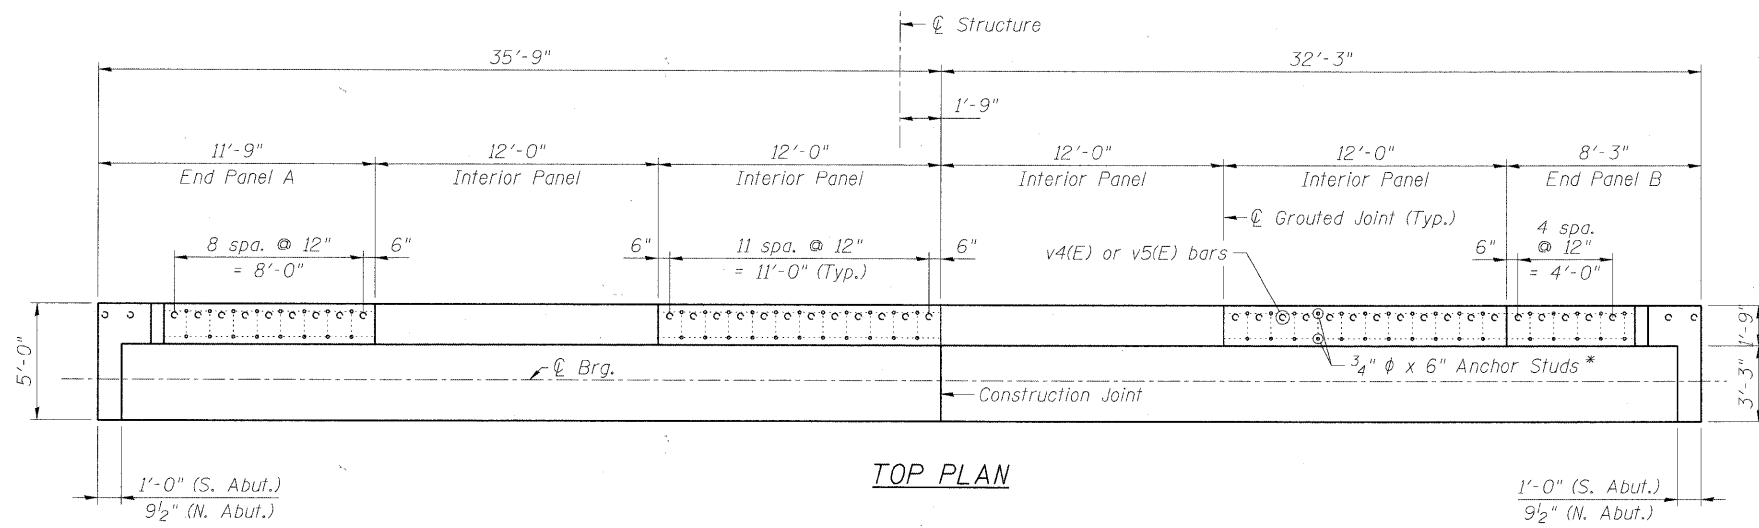 ℄ Structure
35'-9"
32'-3"
1'-9"
11'-9"
12'-0"
12'-0"
12'-0"
12'-0"
8'-3"
End Panel A
Interior Panel
Interior Panel
Interior Panel
Interior Panel
End Panel B
℄ Grouted Joint (Typ.)
8 spa. @ 12"
= 8'-0"
6"
6"
11 spa. @ 12"
= 11'-0" (Typ.)
6"
v4(E) or v5(E) bars
6"
4 spa.
@ 12"
= 4'-0"
5'-0"
1'-9"
3'-3"
℄ Brg.
3/4" φ x 6" Anchor Studs *
Construction Joint
TOP PLAN
1'-0" (S. Abut.)
9 1/2" (N. Abut.)
1'-0" (S. Abut.)
9 1/2" (N. Abut.)